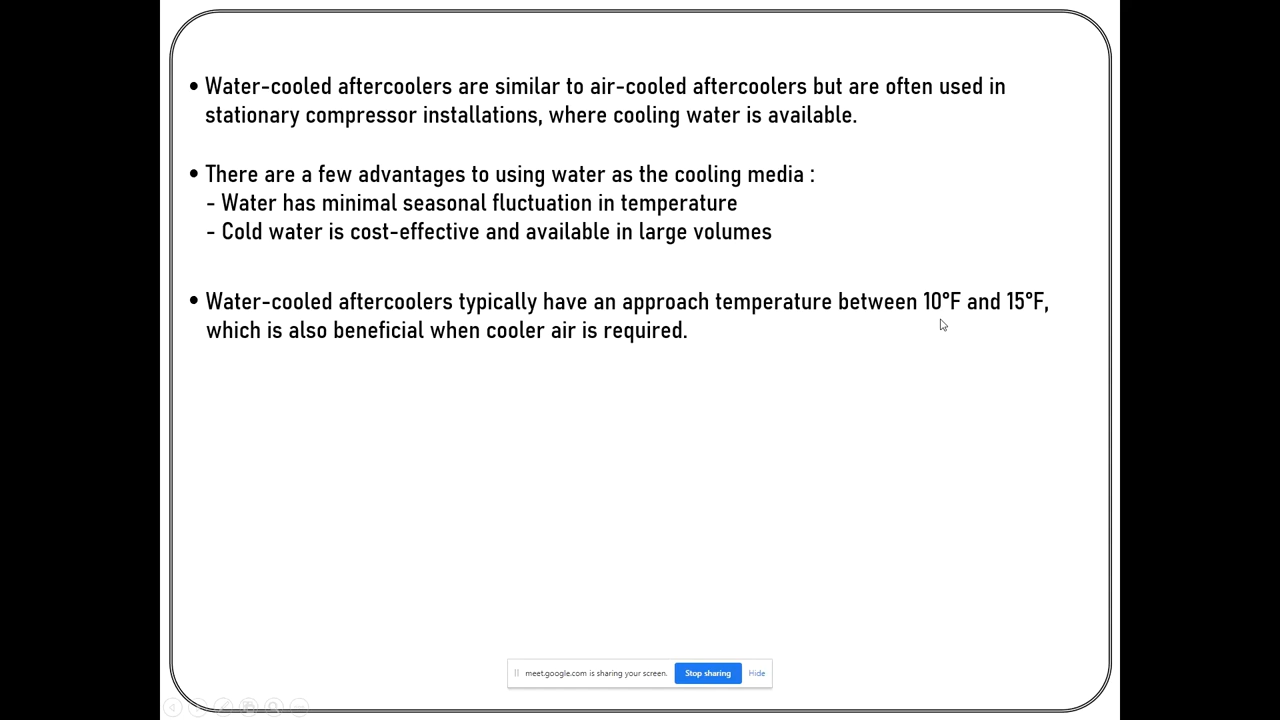 • Water-cooled aftercoolers are similar to air-cooled aftercoolers but are often used in
stationary compressor installations, where cooling water is available.
• There are a few advantages to using water as the cooling media :
- Water has minimal seasonal fluctuation in temperature
- Cold water is cost-effective and available in large volumes
• Water-cooled aftercoolers typically have an approach temperature between 10°F and 15°F,
which is also beneficial when cooler air is required.
meet.google.com is sharing your screen. Stop sharing Hide